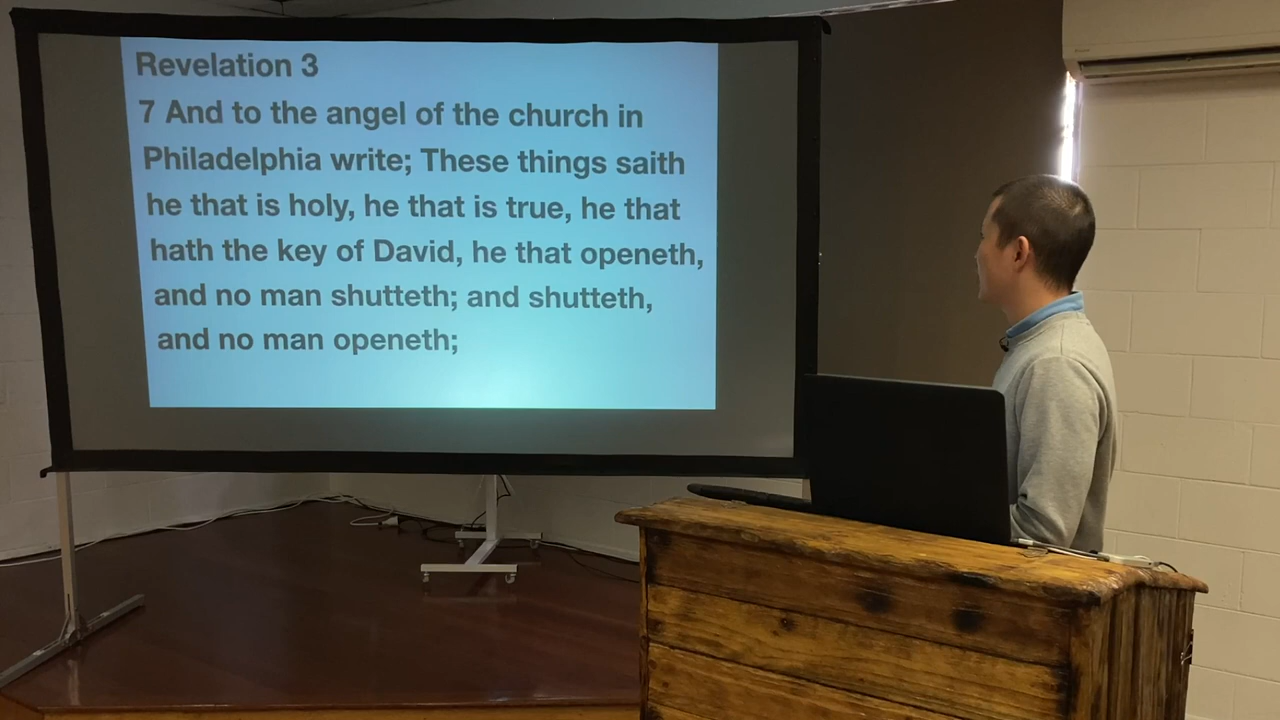 Revelation 3
7 And to the angel of the church in
Philadelphia write; These things saith
he that is holy, he that is true, he that
hath the key of David, he that openeth,
and no man shutteth; and shutteth,
and no man openeth;